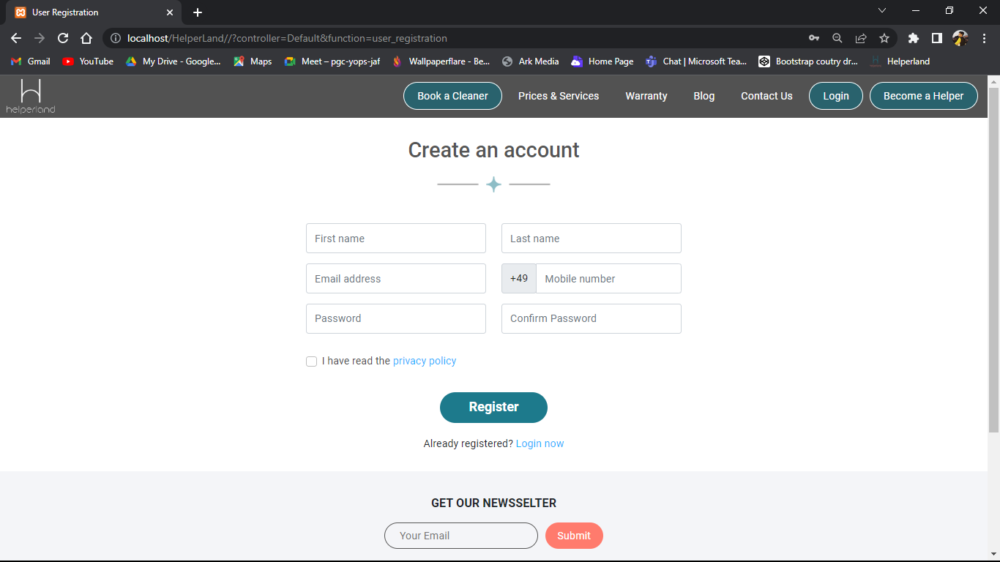 User Registration
localhost/HelperLand//?controller=Default&function=user_registration
Gmail YouTube My Drive - Google... Maps Meet – pgc-yops-jaf Wallpaperflare - Be... Ark Media Home Page Chat | Microsoft Tea... Bootstrap coutry dr... Helperland
helperland Book a Cleaner Prices & Services Warranty Blog Contact Us Login Become a Helper
Create an account
First name Last name
Email address +49 Mobile number
Password Confirm Password
I have read the privacy policy
Register
Already registered? Login now
GET OUR NEWSSELTER
Your Email Submit